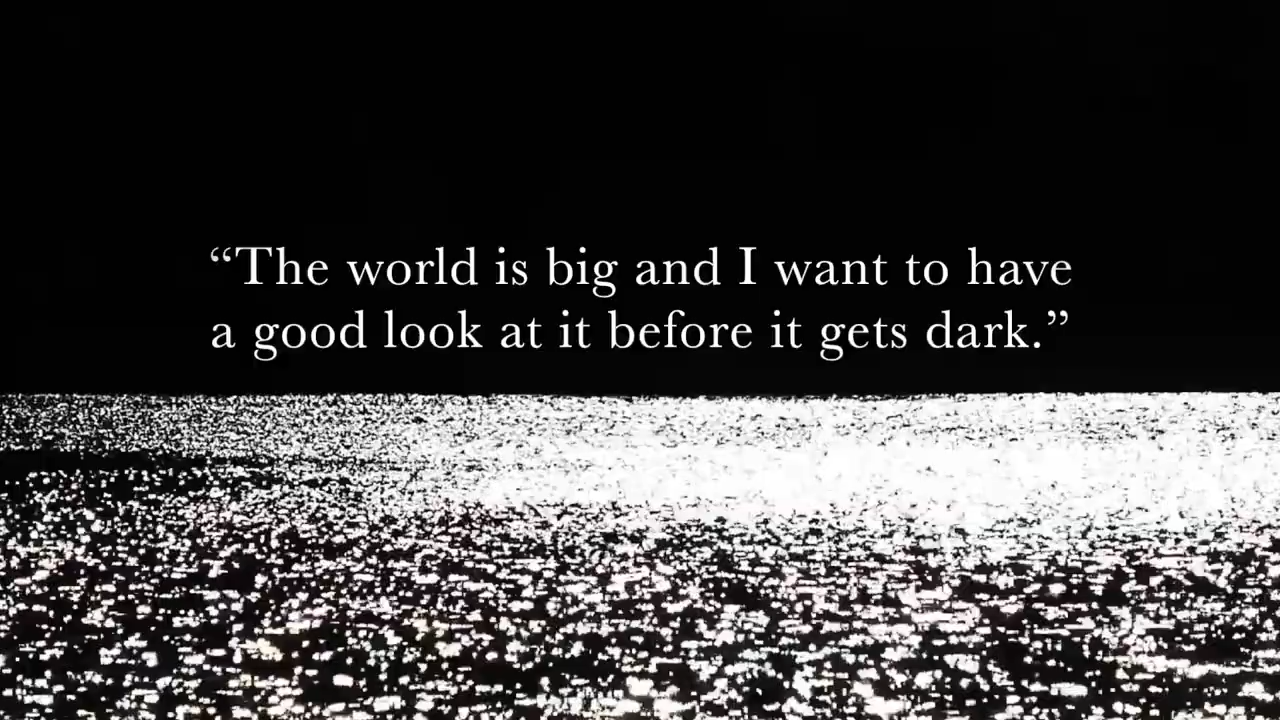 “The world is big and I want to have
a good look at it before it gets dark.”